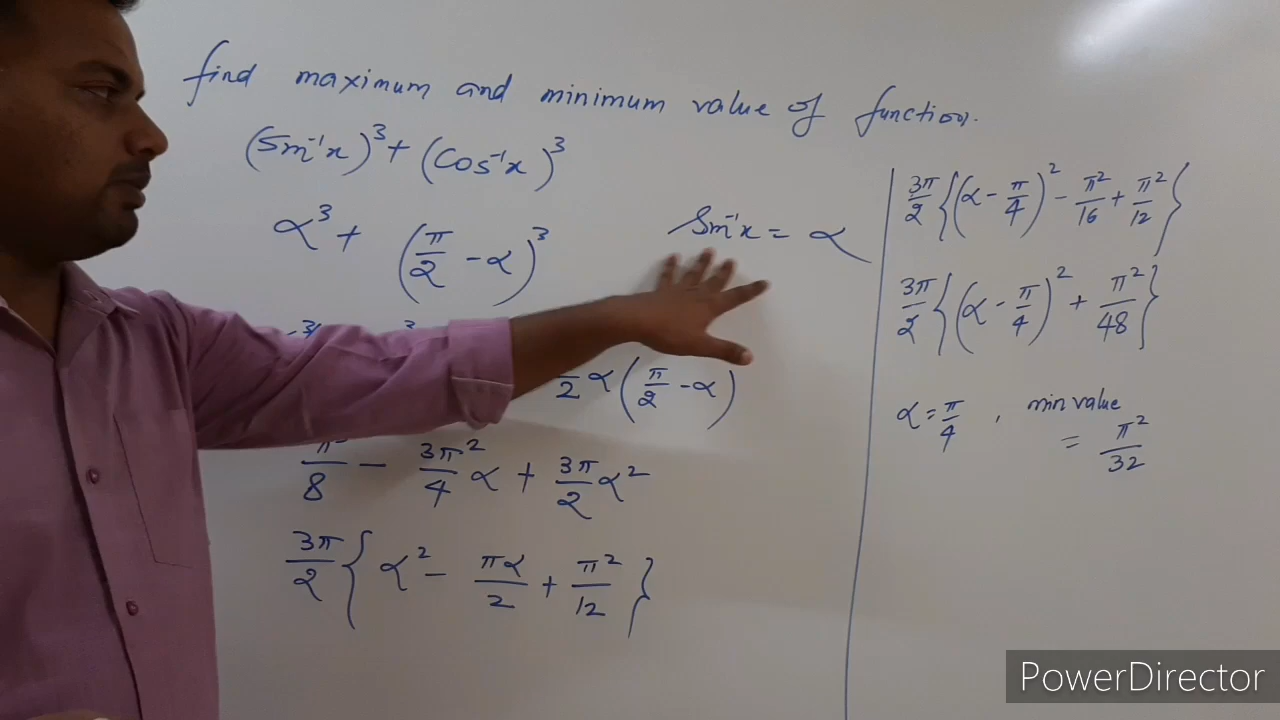 find maximum and minimum value of function.
(Sin⁻¹x)³ + (Cos⁻¹x)³
α³ + (π/2 - α)³
Sin⁻¹x = α
/2 α (π/2 - α)
/8 - 3π²/4 α + 3π/2 α²
3π/2 { α² - πα/2 + π²/12 }
3π/2 { (α - π/4)² - π²/16 + π²/12 }
3π/2 { (α - π/4)² + π²/48 }
α = π/4 , min value
= π²/32
PowerDirector